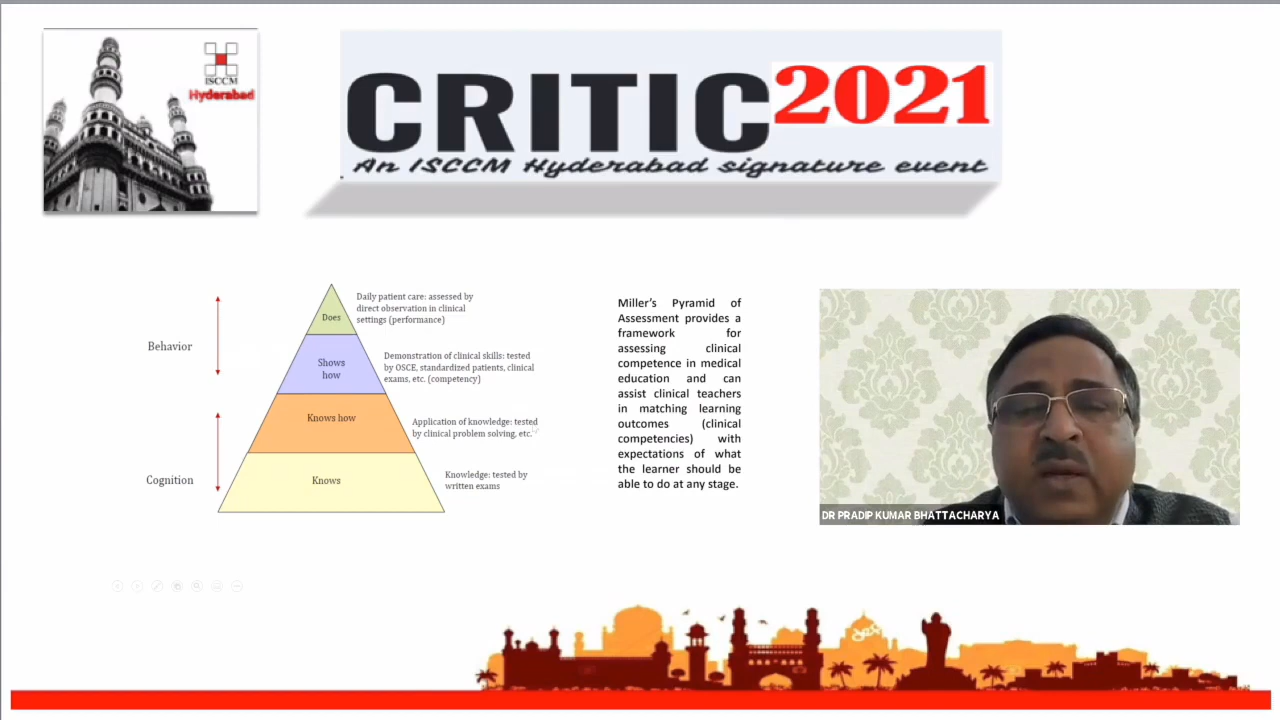 ISCCM
Hyderabad
CRITIC2021
An ISCCM Hyderabad signature event
Behavior
Cognition
Does
Shows
how
Knows how
Knows
Daily patient care: assessed by
direct observation in clinical
settings (performance)
Demonstration of clinical skills: tested
by OSCE, standardized patients, clinical
exams, etc. (competency)
Application of knowledge: tested
by clinical problem solving, etc.
Knowledge: tested by
written exams
Miller's Pyramid of
Assessment provides a
framework for
assessing clinical
competence in medical
education and can
assist clinical teachers
in matching learning
outcomes (clinical
competencies) with
expectations of what
the learner should be
able to do at any stage.
DR PRADIP KUMAR BHATTACHARYA